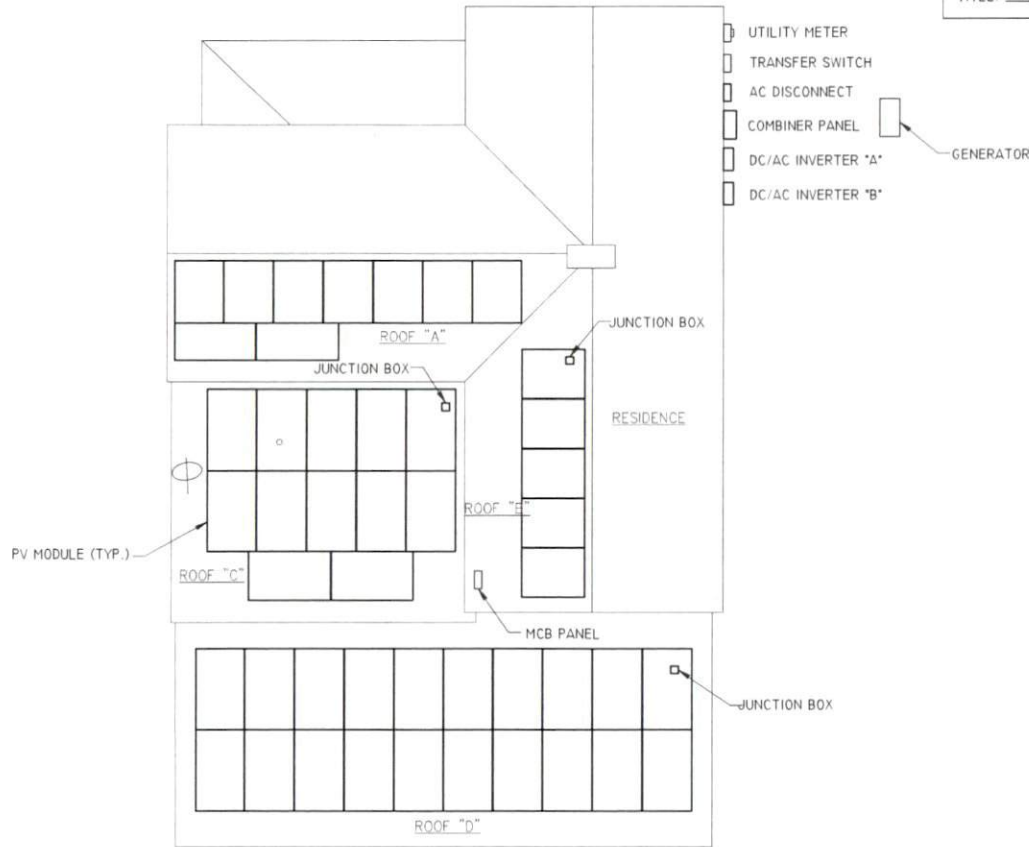 UTILITY METER
TRANSFER SWITCH
AC DISCONNECT
COMBINER PANEL
GENERATOR
DC/AC INVERTER "A"
DC/AC INVERTER "B"
ROOF "A"
JUNCTION BOX
JUNCTION BOX
RESIDENCE
ROOF "B"
PV MODULE (TYP.)
ROOF "C"
MCB PANEL
JUNCTION BOX
ROOF "D"